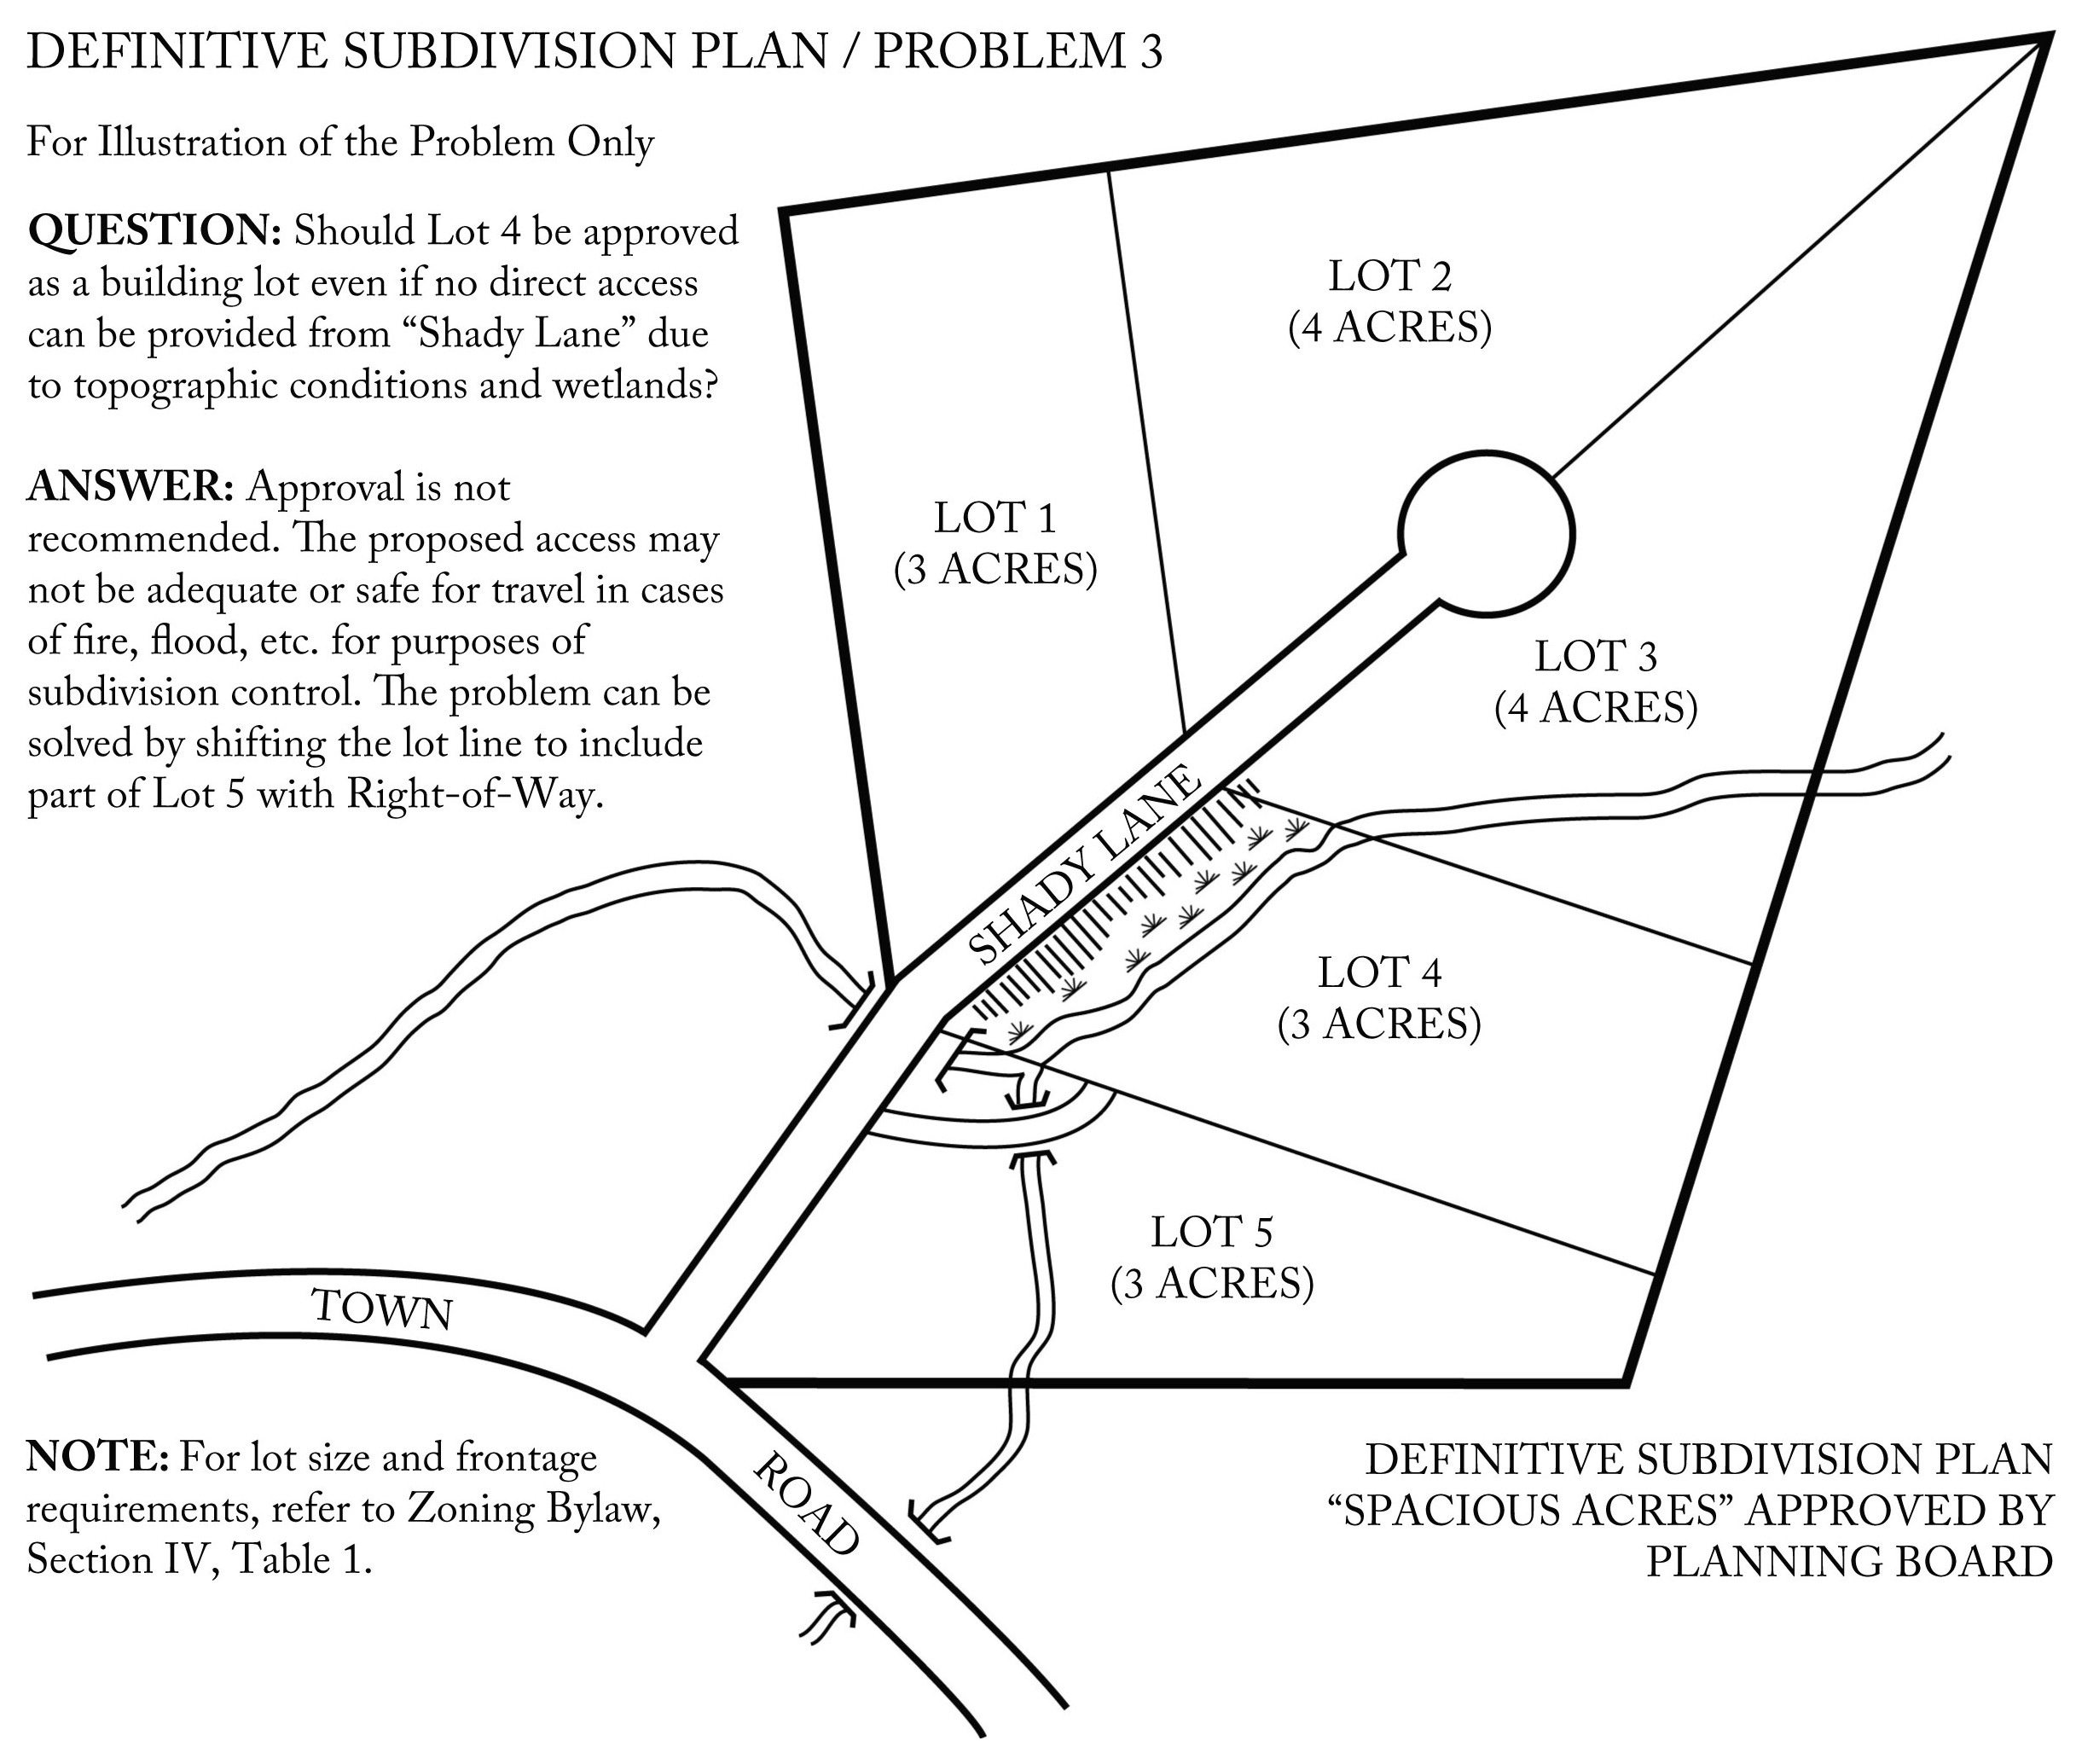 DEFINITIVE SUBDIVISION PLAN / PROBLEM 3
For Illustration of the Problem Only
QUESTION: Should Lot 4 be approved
as a building lot even if no direct access
can be provided from “Shady Lane” due
to topographic conditions and wetlands?
ANSWER: Approval is not
recommended. The proposed access may
not be adequate or safe for travel in cases
of fire, flood, etc. for purposes of
subdivision control. The problem can be
solved by shifting the lot line to include
part of Lot 5 with Right-of-Way.
LOT 1
(3 ACRES)
LOT 2
(4 ACRES)
LOT 3
(4 ACRES)
SHADY LANE
LOT 4
(3 ACRES)
LOT 5
(3 ACRES)
TOWN
ROAD
NOTE: For lot size and frontage
requirements, refer to Zoning Bylaw,
Section IV, Table 1.
DEFINITIVE SUBDIVISION PLAN
“SPACIOUS ACRES” APPROVED BY
PLANNING BOARD